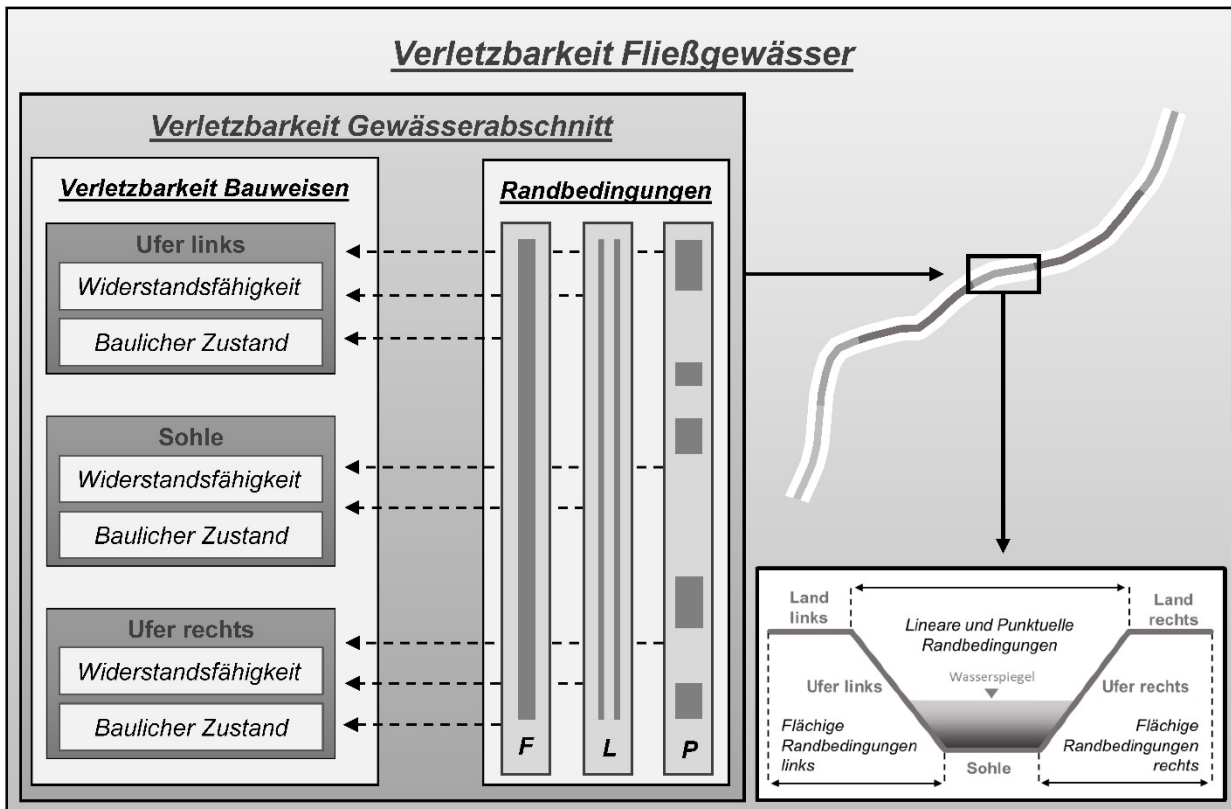 Verletzbarkeit Fließgewässer
Verletzbarkeit Gewässerabschnitt
Verletzbarkeit Bauweisen
Ufer links
Widerstandsfähigkeit
Baulicher Zustand
Sohle
Widerstandsfähigkeit
Baulicher Zustand
Ufer rechts
Widerstandsfähigkeit
Baulicher Zustand
Randbedingungen
F
L
P
Land
links
Lineare und Punktuelle
Randbedingungen
Land
rechts
Wasserspiegel
Ufer links
Ufer rechts
Flächige
Randbedingungen
links
Sohle
Flächige
Randbedingungen
rechts